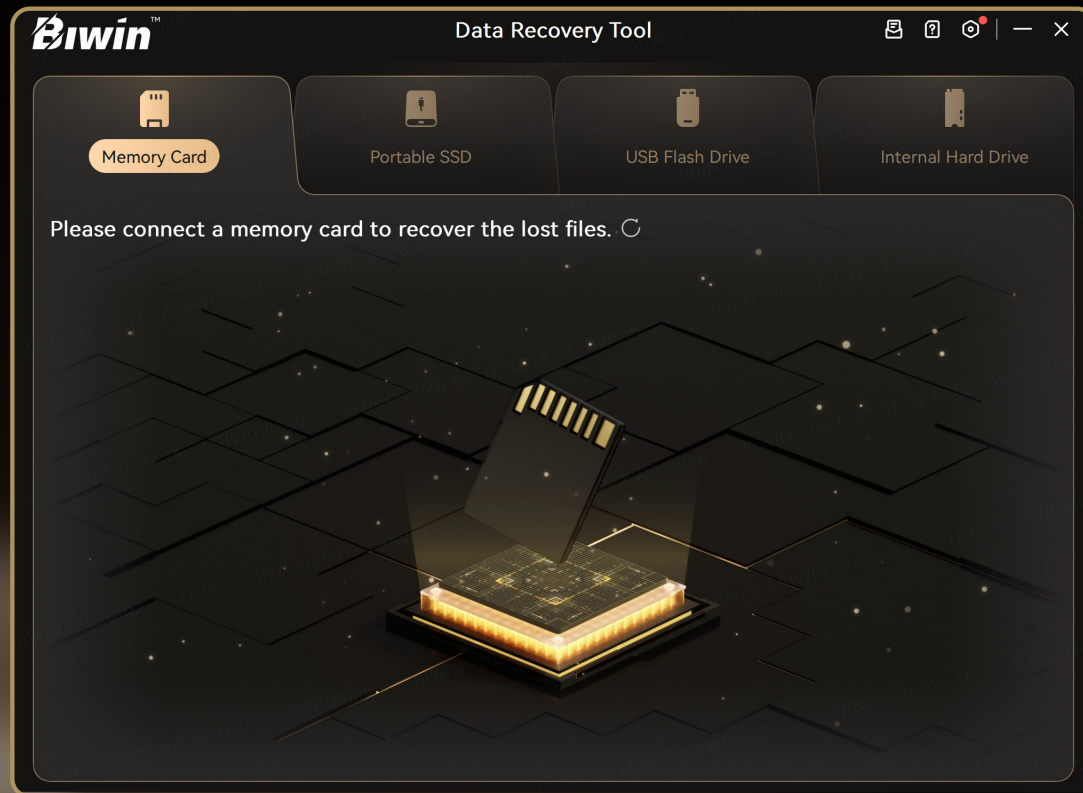 Biwin™
Data Recovery Tool
Memory Card
Portable SSD
USB Flash Drive
Internal Hard Drive
Please connect a memory card to recover the lost files.